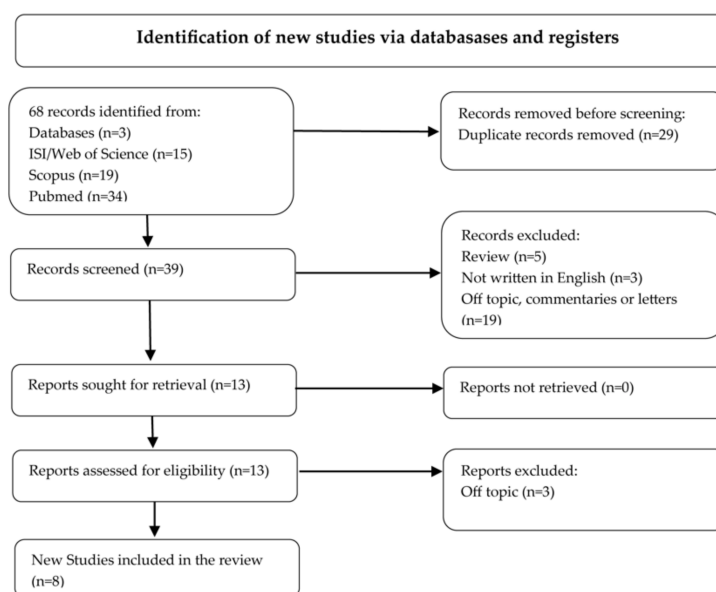 Identification of new studies via databasases and registers
68 records identified from:
Databases (n=3)
ISI/Web of Science (n=15)
Scopus (n=19)
Pubmed (n=34)
Records removed before screening:
Duplicate records removed (n=29)
Records screened (n=39)
Records excluded:
Review (n=5)
Not written in English (n=3)
Off topic, commentaries or letters
(n=19)
Reports sought for retrieval (n=13)
Reports not retrieved (n=0)
Reports assessed for eligibility (n=13)
Reports excluded:
Off topic (n=3)
New Studies included in the review
(n=8)